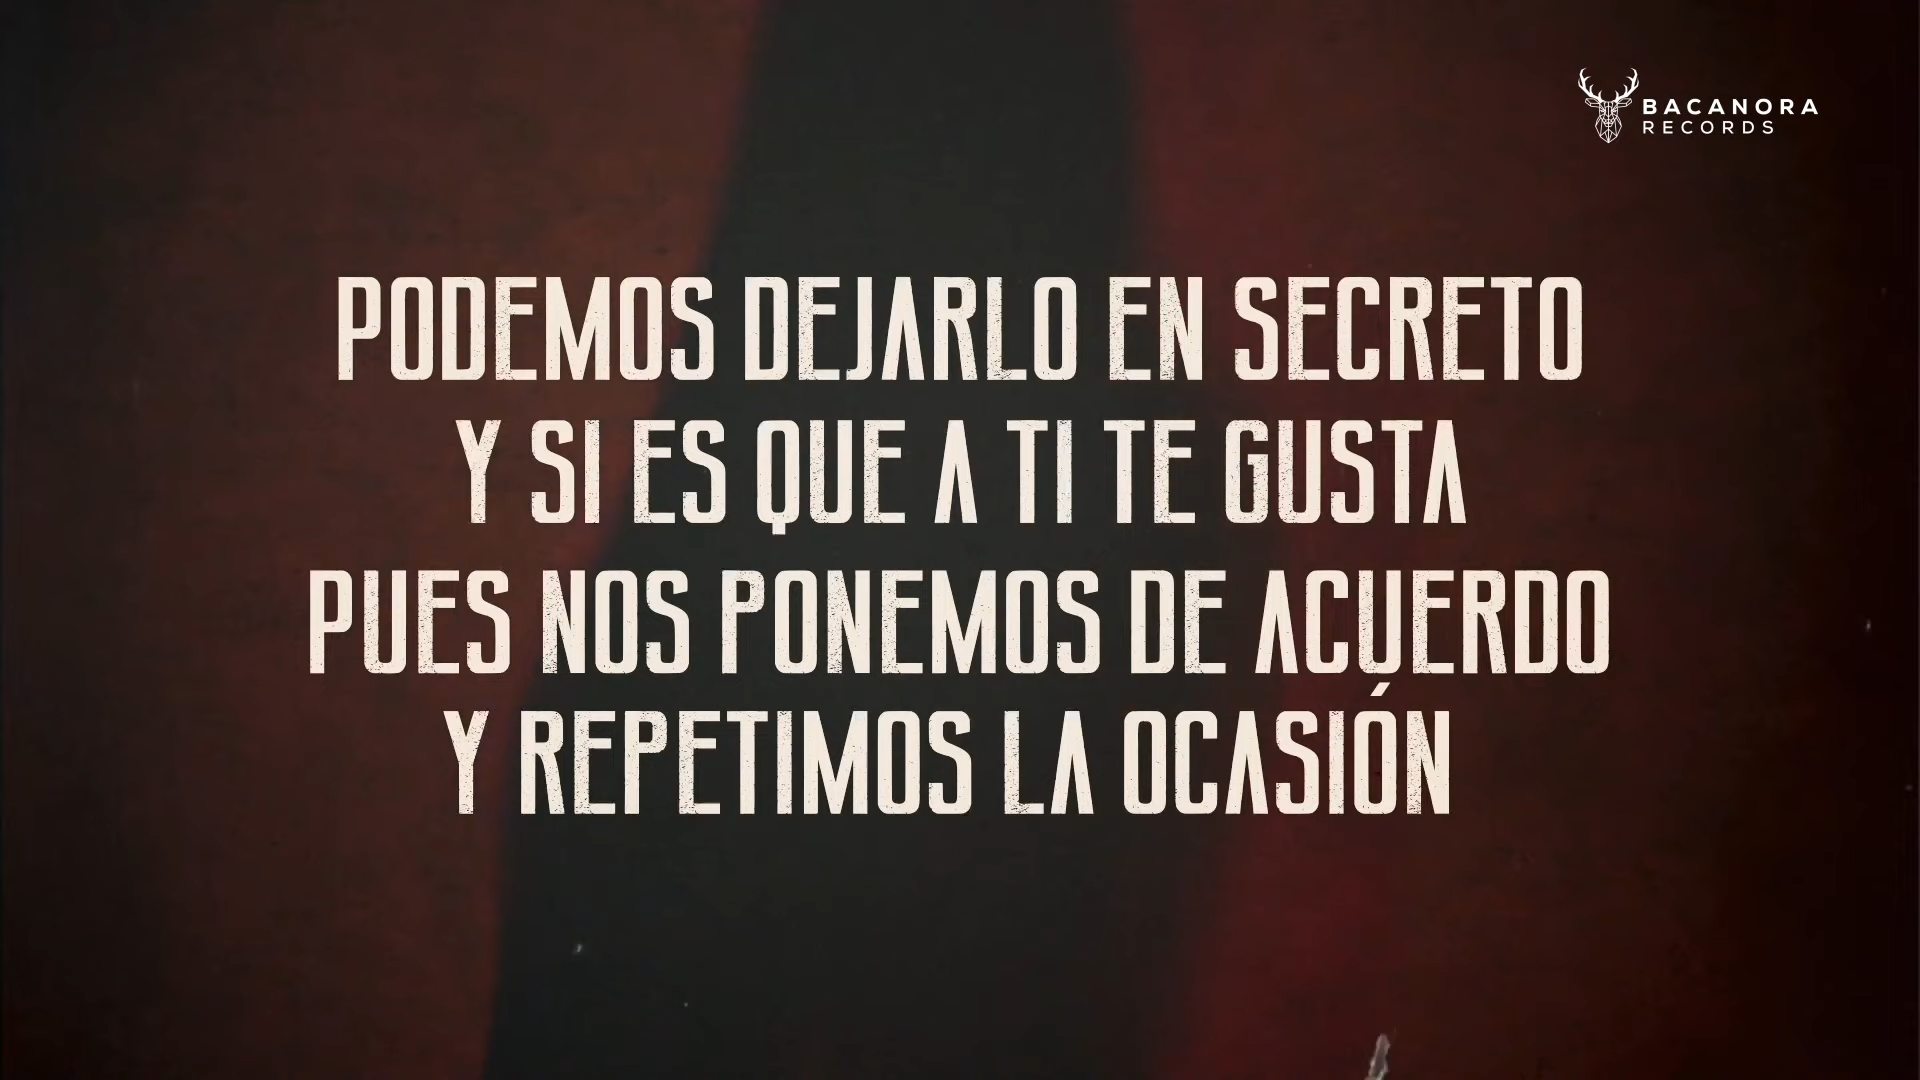 BACANORA
RECORDS
PODEMOS DEJARLO EN SECRETO
Y SI ES QUE A TI TE GUSTA
PUES NOS PONEMOS DE ACUERDO
Y REPETIMOS LA OCASIÓN